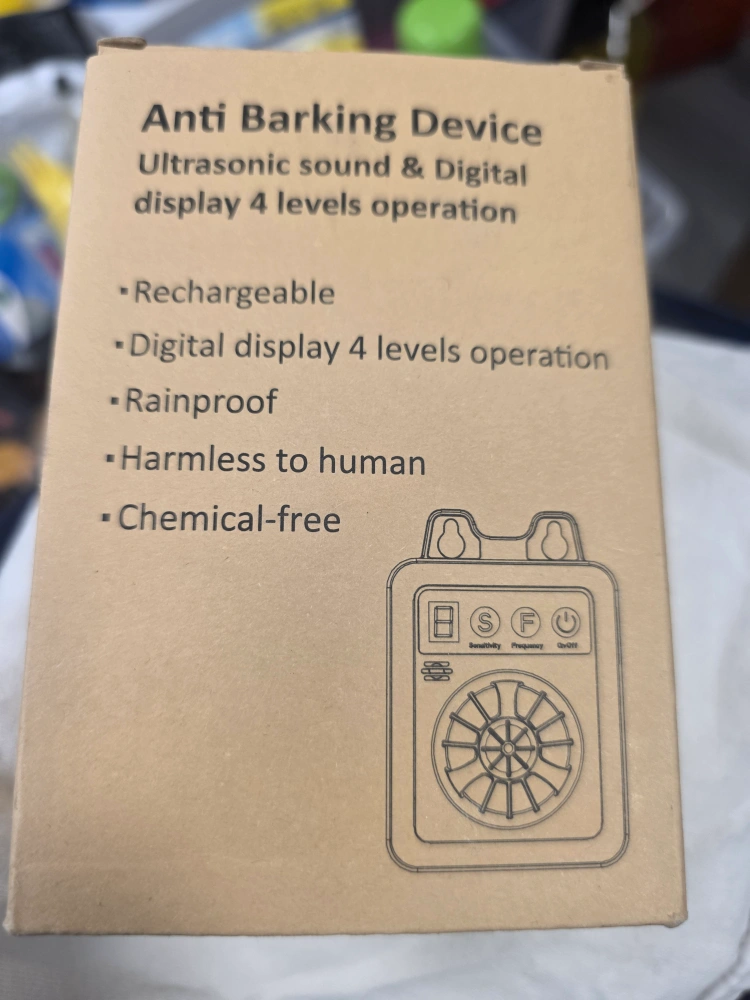 Anti Barking Device
Ultrasonic sound & Digital
display 4 levels operation
▪Rechargeable
▪Digital display 4 levels operation
▪Rainproof
▪Harmless to human
▪Chemical-free
8 S F
Sensitivity Frequency On/Off